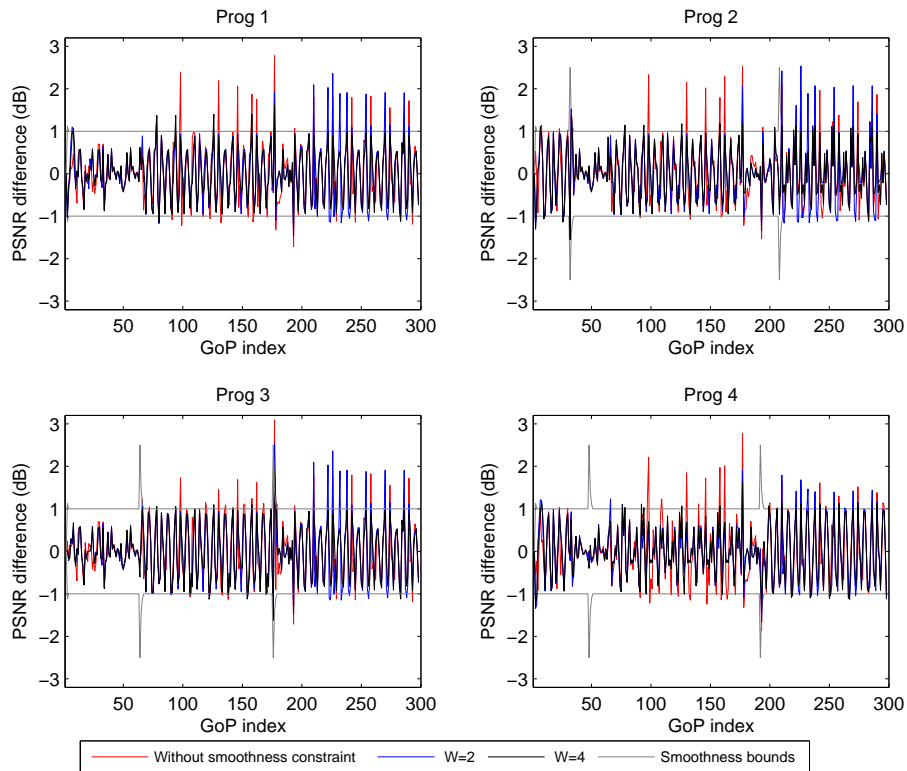 Prog 1
Prog 2
PSNR difference (dB)
3
2
1
0
−1
−2
−3
50 100 150 200 250 300
GoP index
PSNR difference (dB)
3
2
1
0
−1
−2
−3
50 100 150 200 250 300
GoP index
Prog 3
Prog 4
PSNR difference (dB)
3
2
1
0
−1
−2
−3
50 100 150 200 250 300
GoP index
PSNR difference (dB)
3
2
1
0
−1
−2
−3
50 100 150 200 250 300
GoP index
Without smoothness constraint W=2 W=4 Smoothness bounds